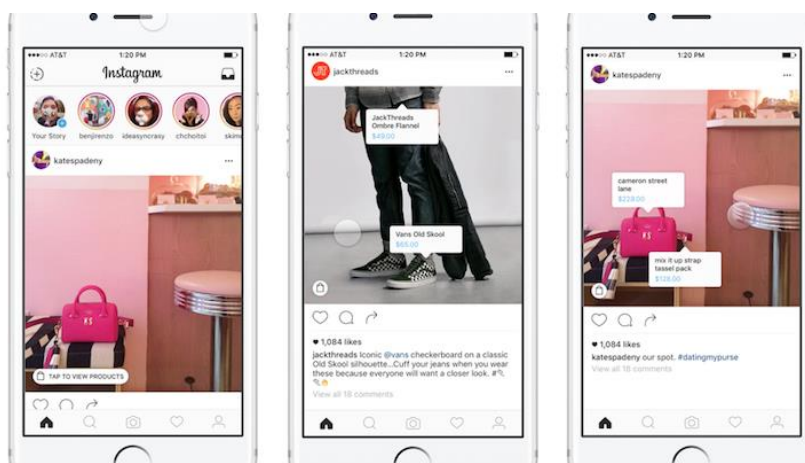 AT&T 1:20 PM
Instagram
Your Story benjirenzo ideasyncrasy chchoitoi skim
katespadeny
TAP TO VIEW PRODUCTS
AT&T 1:20 PM
jackthreads
JackThreads
Ombre Flannel
$49.00
Vans Old Skool
$65.00
1,084 likes
jackthreads Iconic @vans checkerboard on a classic
Old Skool silhouette...Cuff your jeans when you wear
these because everyone will want a closer look. #
View all 18 comments
AT&T 1:20 PM
katespadeny
cameron street
lane
$228.00
mix it up strap
tassel pack
$128.00
1,084 likes
katespadeny our spot. #datingmypurse
View all 18 comments